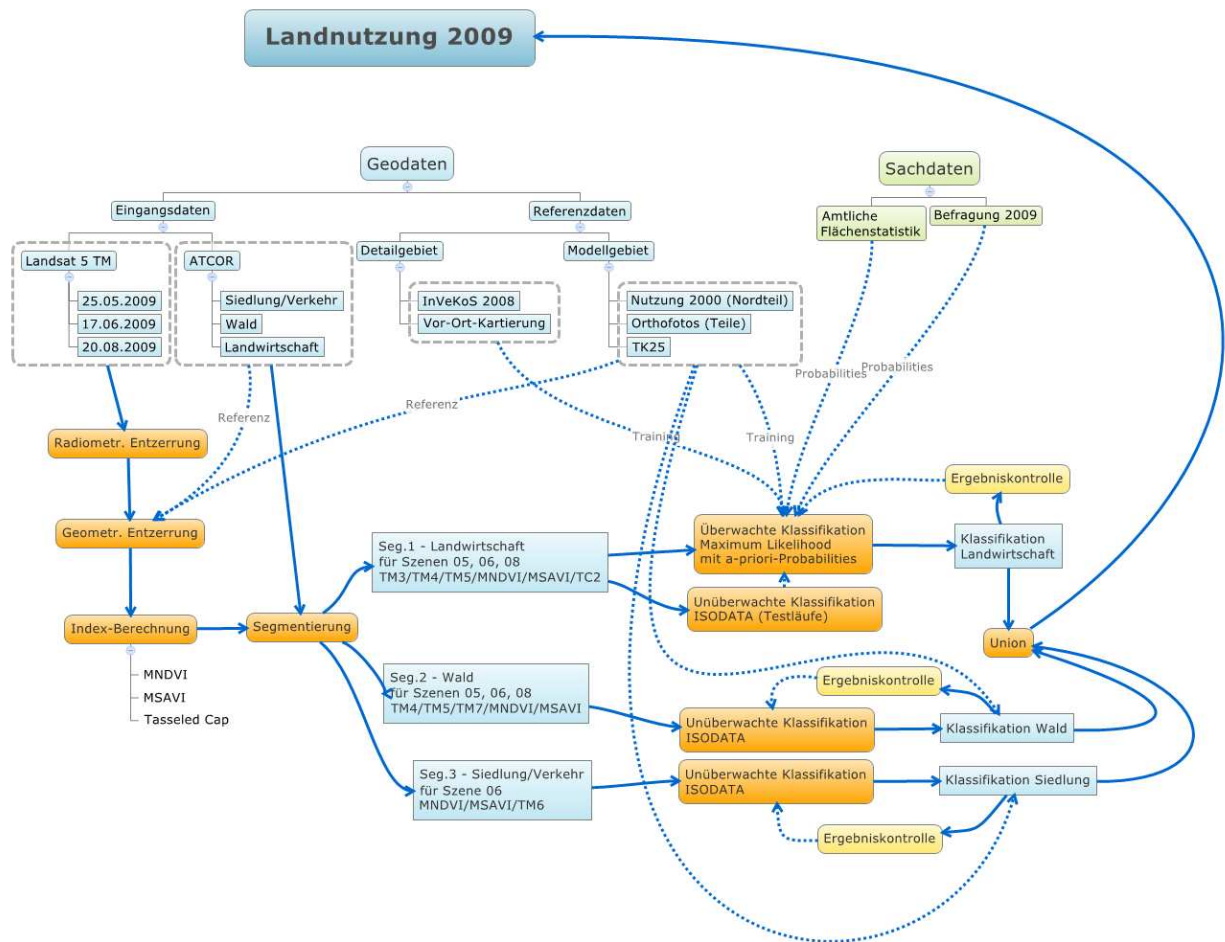 Landnutzung 2009
Geodaten
Sachdaten
Eingangsdaten
Referenzdaten
Amtliche
Flächenstatistik
Befragung 2009
Landsat 5 TM
25.05.2009
17.06.2009
20.08.2009
ATCOR
Siedlung/Verkehr
Wald
Landwirtschaft
Detailgebiet
InVeKoS 2008
Vor-Ort-Kartierung
Modellgebiet
Nutzung 2000 (Nordteil)
Orthofotos (Teile)
TK25
Probabilities
Probabilities
Referenz
Referenz
Training
Training
Radiometr. Entzerrung
Geometr. Entzerrung
Index-Berechnung
MNDVI
MSAVI
Tasseled Cap
Segmentierung
Seg.1 - Landwirtschaft
für Szenen 05, 06, 08
TM3/TM4/TM5/MNDVI/MSAVI/TC2
Überwachte Klassifikation
Maximum Likelihood
mit a-priori-Probabilities
Ergebniskontrolle
Klassifikation
Landwirtschaft
Unüberwachte Klassifikation
ISODATA (Testläufe)
Union
Seg.2 - Wald
für Szenen 05, 06, 08
TM4/TM5/TM7/MNDVI/MSAVI
Ergebniskontrolle
Unüberwachte Klassifikation
ISODATA
Klassifikation Wald
Seg.3 - Siedlung/Verkehr
für Szene 06
MNDVI/MSAVI/TM6
Unüberwachte Klassifikation
ISODATA
Klassifikation Siedlung
Ergebniskontrolle